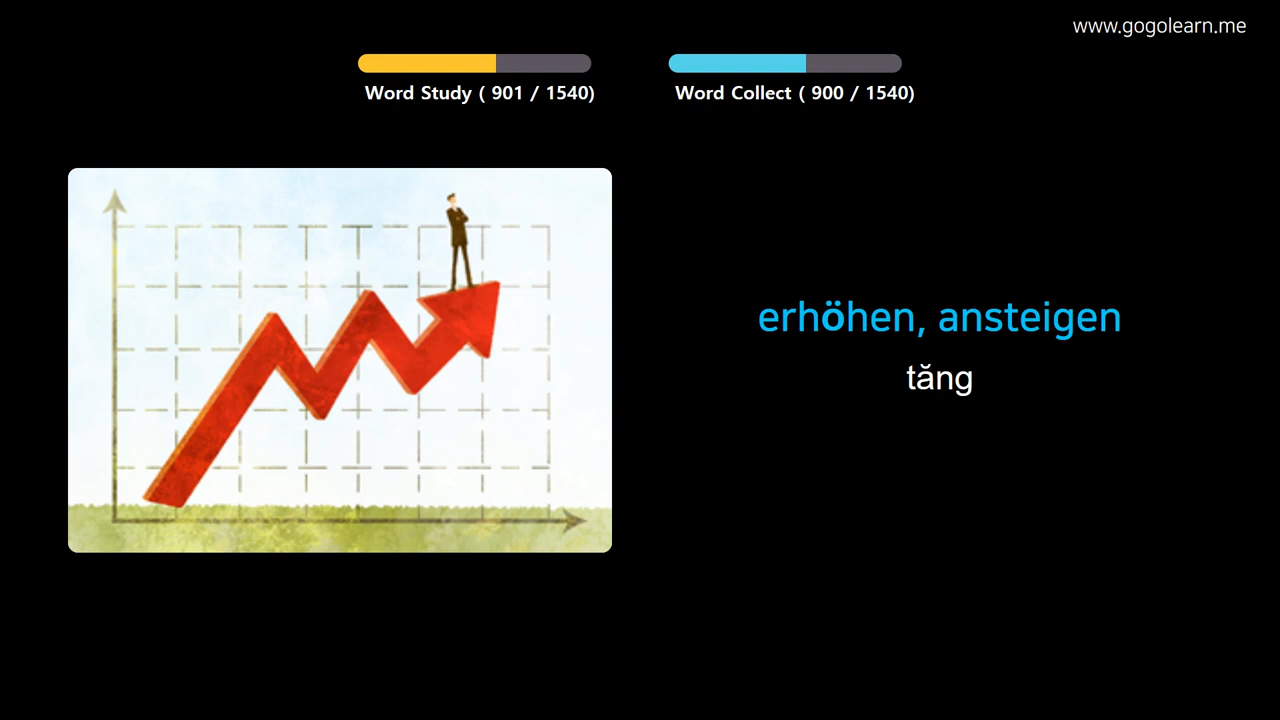 www.gogolearn.me
Word Study ( 901 / 1540)
Word Collect ( 900 / 1540)
erhöhen, ansteigen
tăng